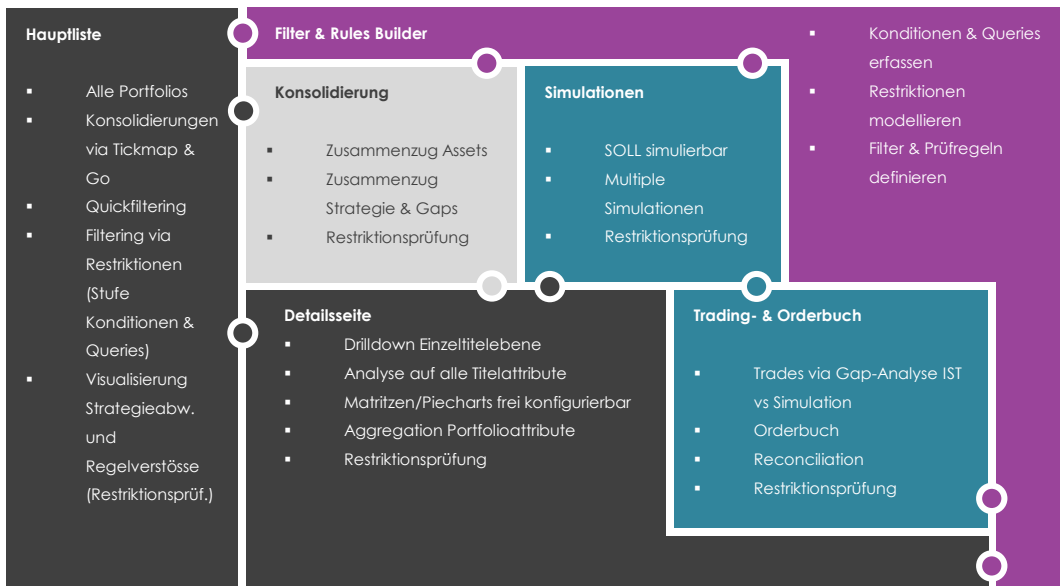 Hauptliste
▪ Alle Portfolios
▪ Konsolidierungen
via Tickmap &
Go
▪ Quickfiltering
▪ Filtering via
Restriktionen
(Stufe
Konditionen &
Queries)
▪ Visualisierung
Strategieabw.
und
Regelverstösse
(Restriktionsprüf.)
Filter & Rules Builder
▪ Konditionen & Queries
erfassen
▪ Restriktionen
modellieren
▪ Filter & Prüfregeln
definieren
Konsolidierung
▪ Zusammenzug Assets
▪ Zusammenzug
Strategie & Gaps
▪ Restriktionsprüfung
Simulationen
▪ SOLL simulierbar
▪ Multiple
Simulationen
▪ Restriktionsprüfung
Detailsseite
▪ Drilldown Einzeltitelebene
▪ Analyse auf alle Titelattribute
▪ Matritzen/Piecharts frei konfigurierbar
▪ Aggregation Portfolioattribute
▪ Restriktionsprüfung
Trading- & Orderbuch
▪ Trades via Gap-Analyse IST
vs Simulation
▪ Orderbuch
▪ Reconciliation
▪ Restriktionsprüfung